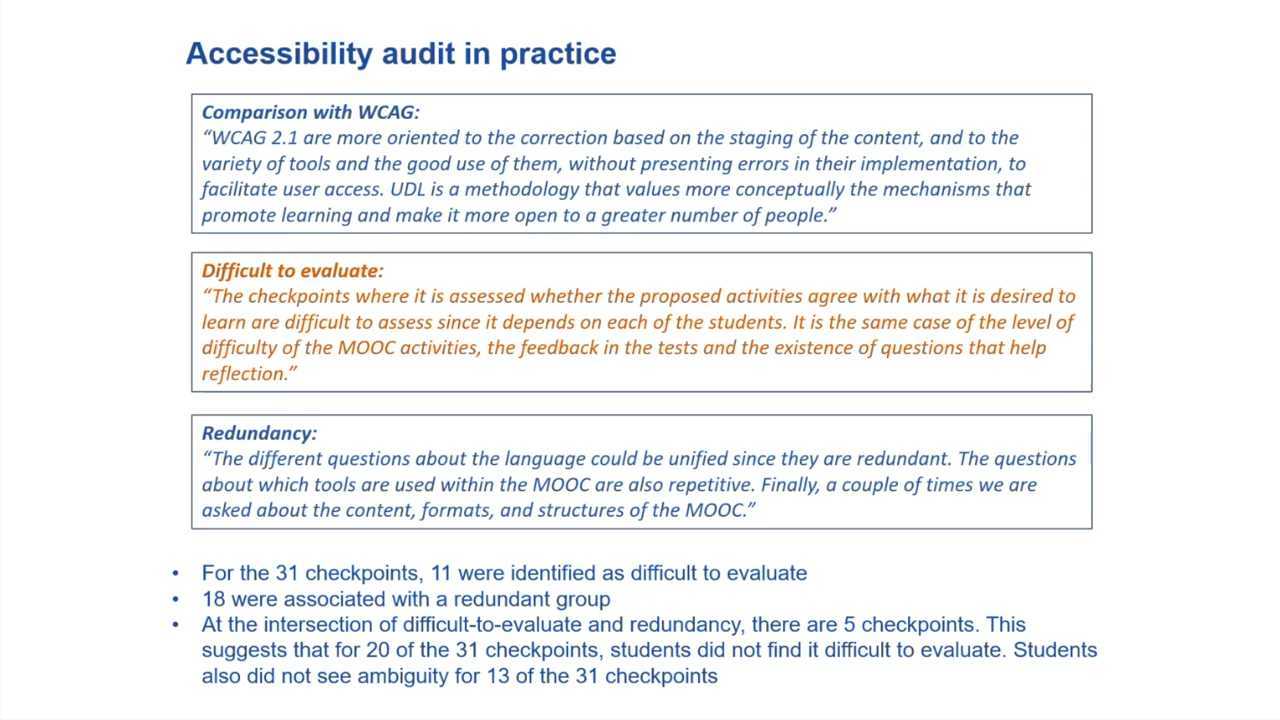 Accessibility audit in practice
Comparison with WCAG:
“WCAG 2.1 are more oriented to the correction based on the staging of the content, and to the
variety of tools and the good use of them, without presenting errors in their implementation, to
facilitate user access. UDL is a methodology that values more conceptually the mechanisms that
promote learning and make it more open to a greater number of people.”
Difficult to evaluate:
“The checkpoints where it is assessed whether the proposed activities agree with what it is desired to
learn are difficult to assess since it depends on each of the students. It is the same case of the level of
difficulty of the MOOC activities, the feedback in the tests and the existence of questions that help
reflection.”
Redundancy:
“The different questions about the language could be unified since they are redundant. The questions
about which tools are used within the MOOC are also repetitive. Finally, a couple of times we are
asked about the content, formats, and structures of the MOOC.”
• For the 31 checkpoints, 11 were identified as difficult to evaluate
• 18 were associated with a redundant group
• At the intersection of difficult-to-evaluate and redundancy, there are 5 checkpoints. This
suggests that for 20 of the 31 checkpoints, students did not find it difficult to evaluate. Students
also did not see ambiguity for 13 of the 31 checkpoints